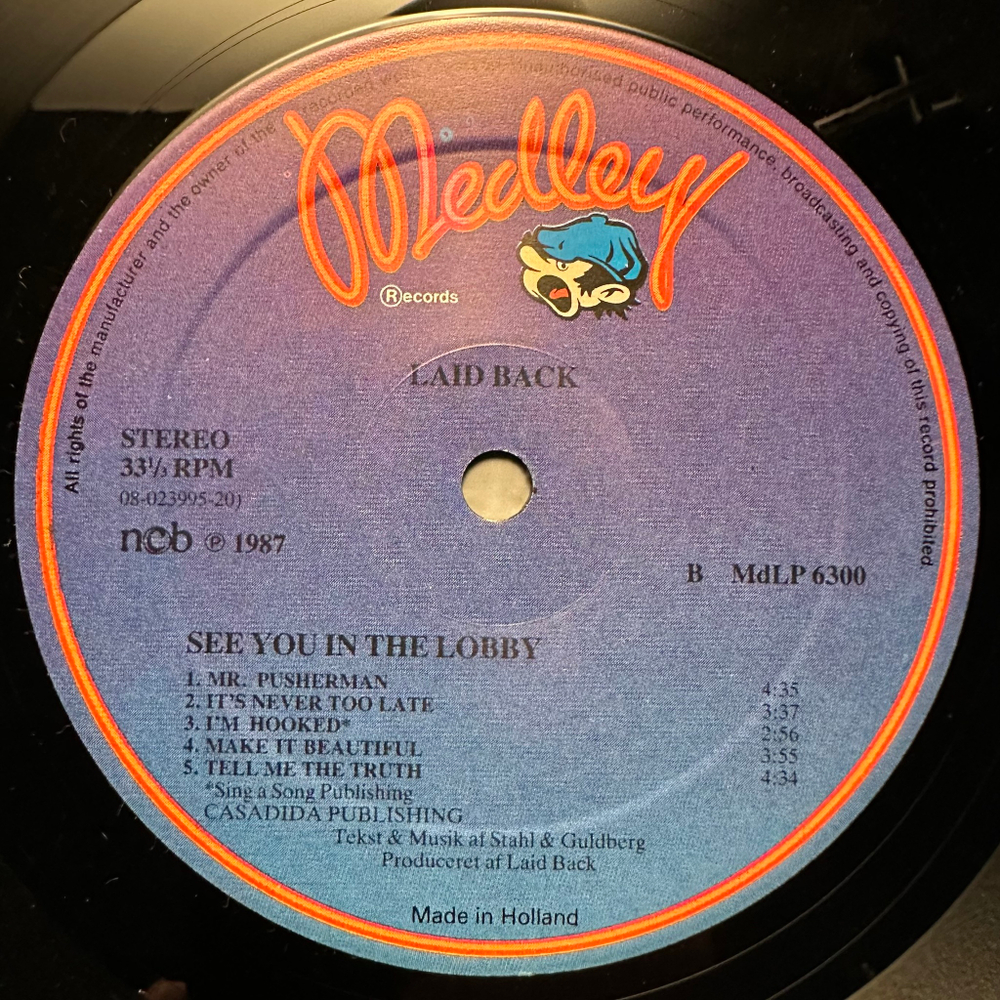 All rights of the manufacturer and the owner of the recorded unauthorised public performance, broadcasting and copying of this record prohibited.
Medley
Ⓡecords
LAID BACK
STEREO
33⅓ RPM
08-023995-20)
ncb ℗ 1987
B MdLP 6300
SEE YOU IN THE LOBBY
1. MR. PUSHERMAN 4:35
2. IT'S NEVER TOO LATE 3:37
3. I'M HOOKED* 2:56
4. MAKE IT BEAUTIFUL 3:55
5. TELL ME THE TRUTH 4:34
*Sing a Song Publishing
CASADIDA PUBLISHING
Tekst & Musik af Stahl & Guldberg
Produceret af Laid Back
Made in Holland